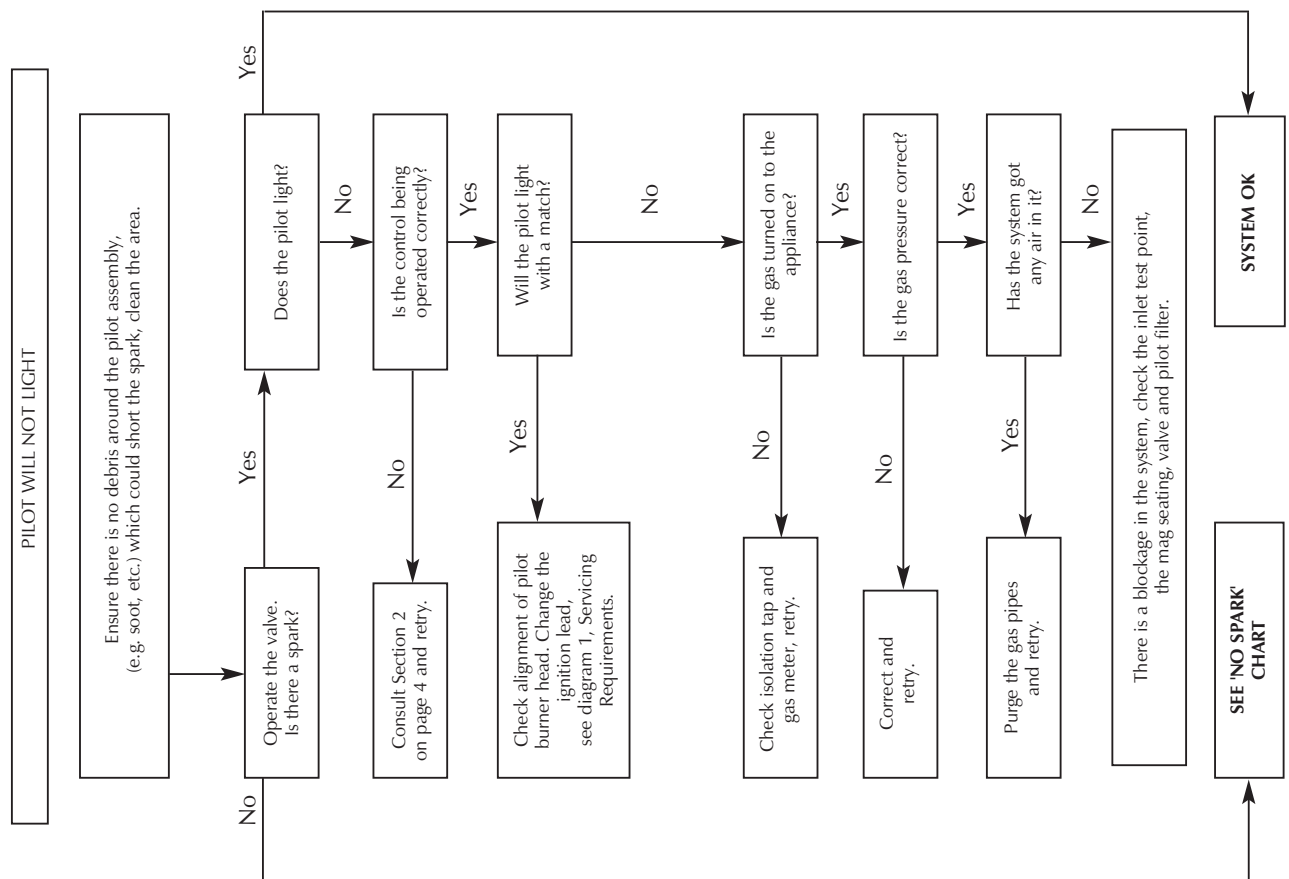 PILOT WILL NOT LIGHT
Ensure there is no debris around the pilot assembly,
(e.g. soot, etc.) which could short the spark, clean the area.
No
Operate the valve.
Is there a spark?
Yes
Does the pilot light?
Yes
No
Consult Section 2
on page 4 and retry.
No
Is the control being
operated correctly?
Yes
Check alignment of pilot
burner head. Change the
ignition lead,
see diagram 1, Servicing
Requirements.
Yes
Will the pilot light
with a match?
No
Check isolation tap and
gas meter, retry.
No
Is the gas turned on to the
appliance?
Yes
Correct and
retry.
No
Is the gas pressure correct?
Yes
Purge the gas pipes
and retry.
Yes
Has the system got
any air in it?
No
There is a blockage in the system, check the inlet test point,
the mag seating, valve and pilot filter.
SEE 'NO SPARK'
CHART
SYSTEM OK